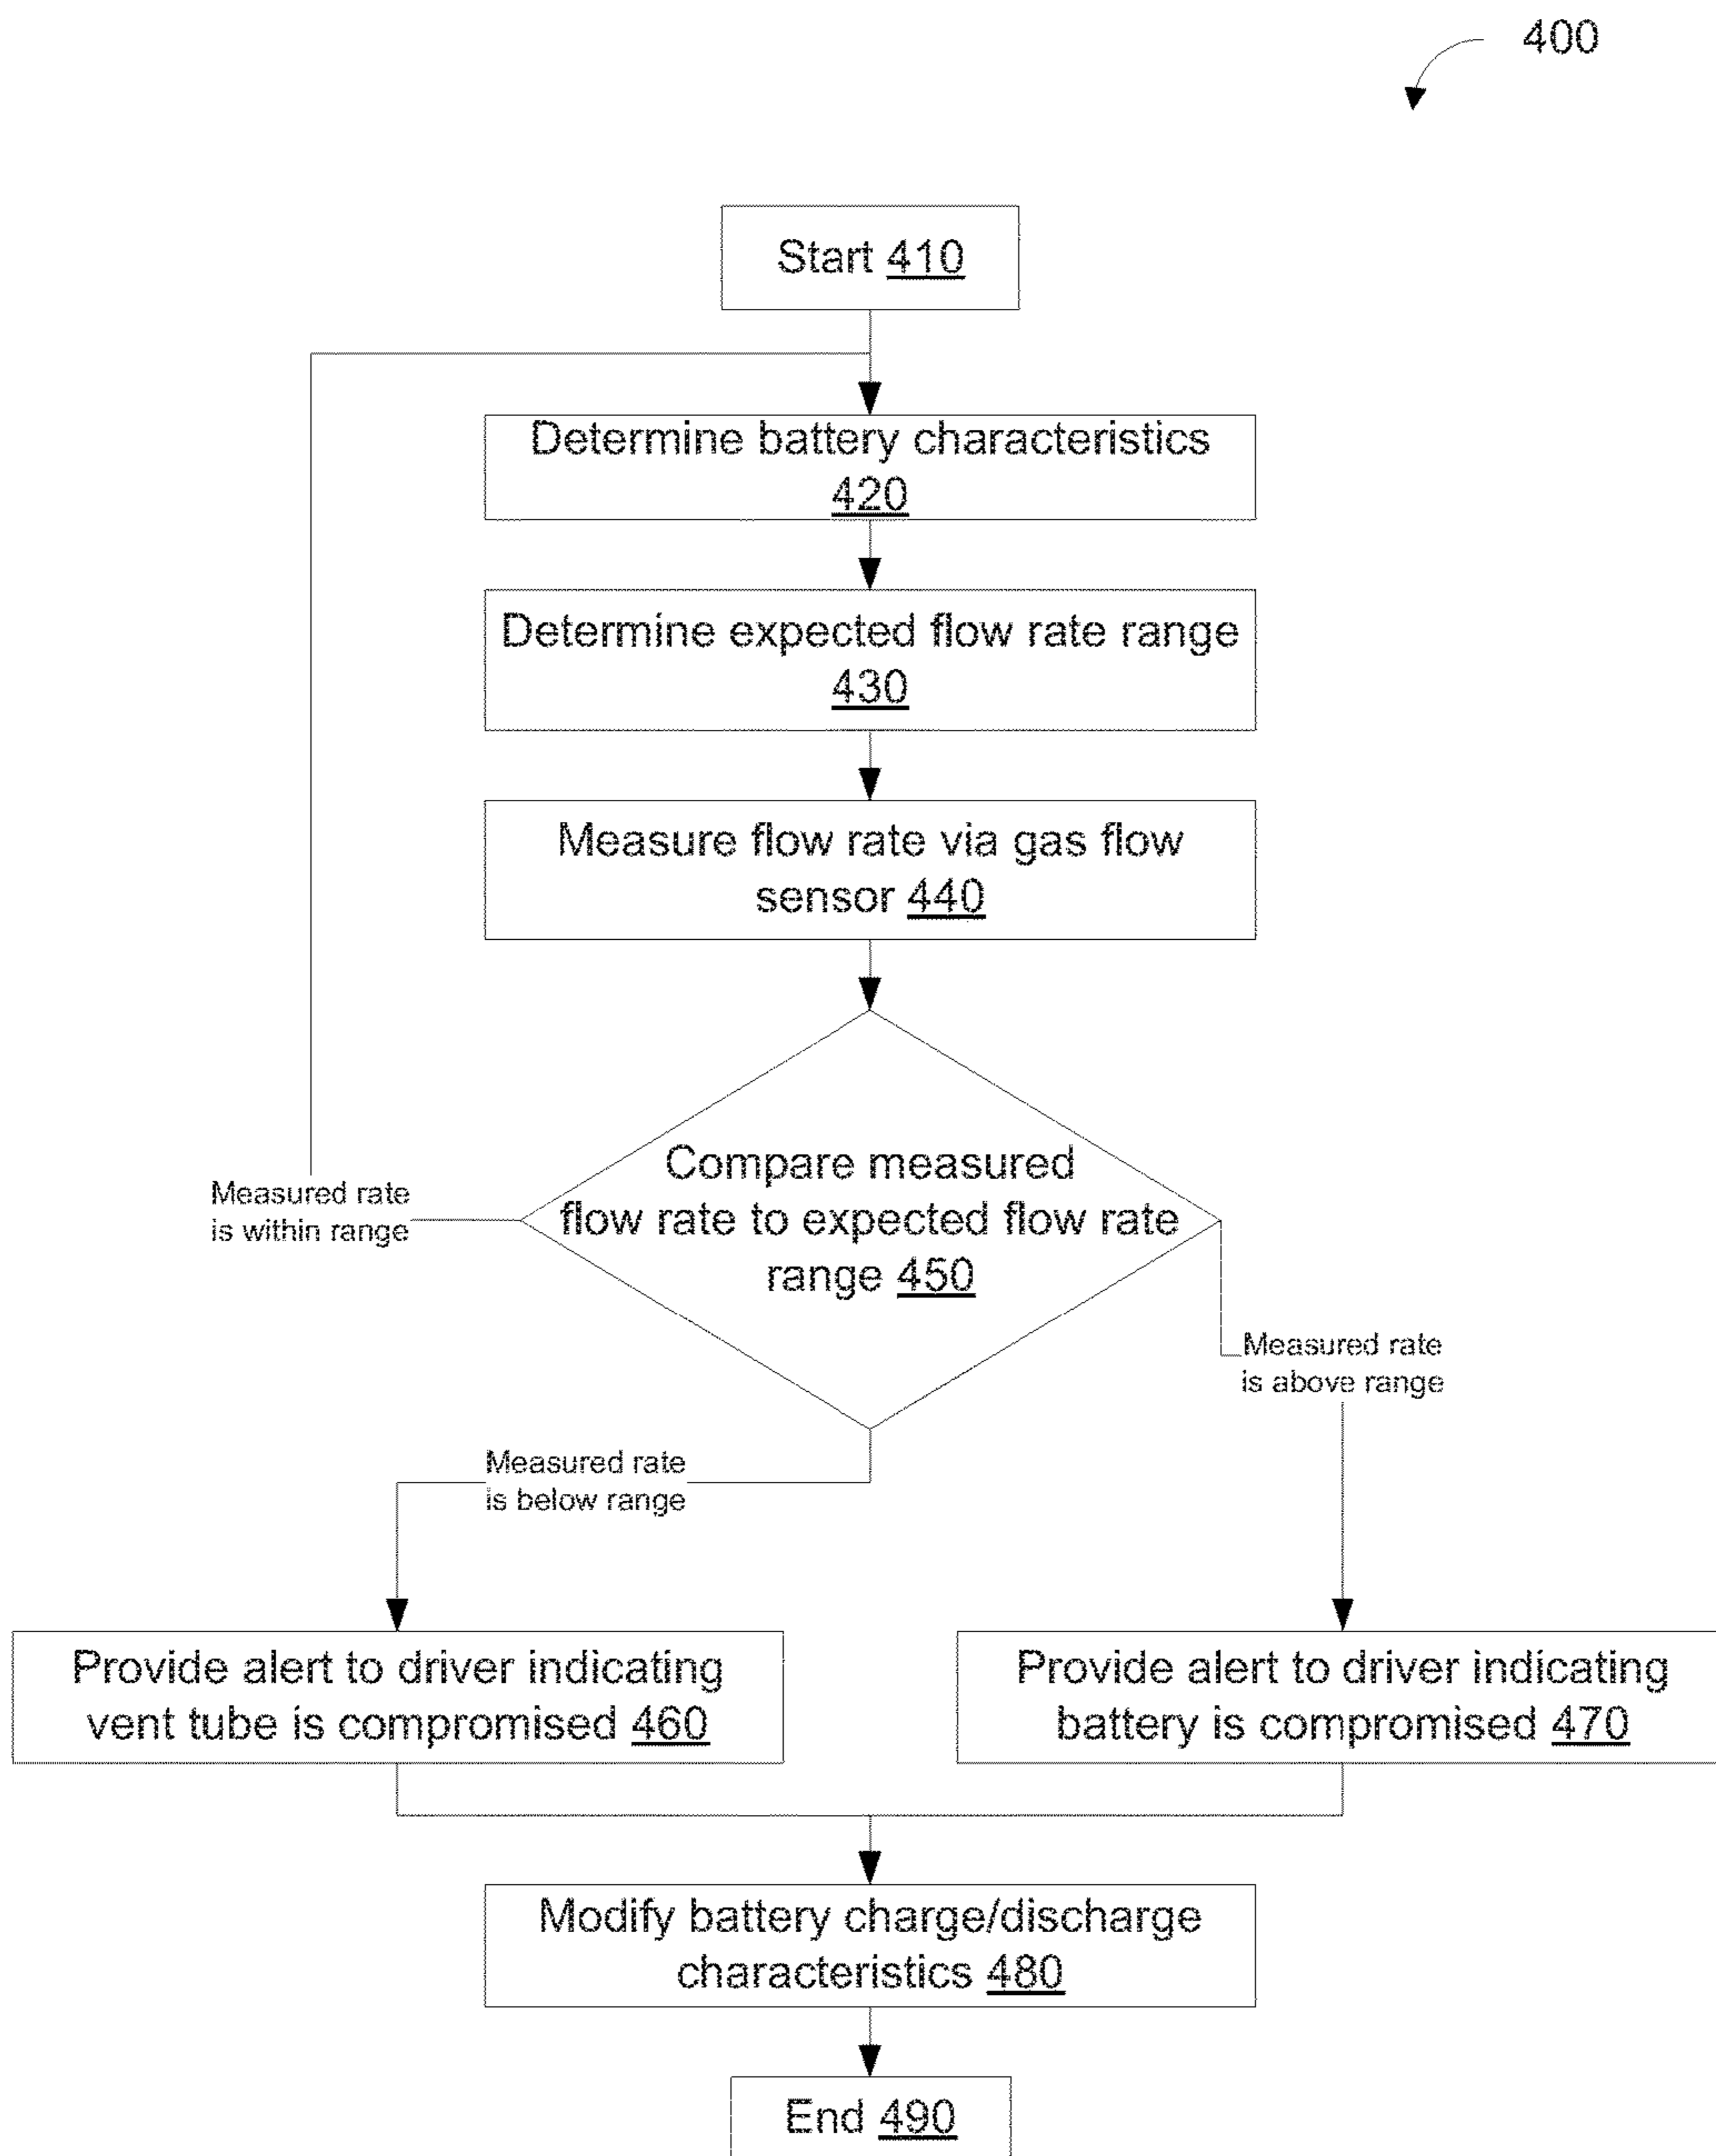 400
Start 410
Determine battery characteristics
420
Determine expected flow rate range
430
Measure flow rate via gas flow
sensor 440
Compare measured
flow rate to expected flow rate
range 450
Measured rate
is within range
Measured rate
is above range
Measured rate
is below range
Provide alert to driver indicating
vent tube is compromised 460
Provide alert to driver indicating
battery is compromised 470
Modify battery charge/discharge
characteristics 480
End 490